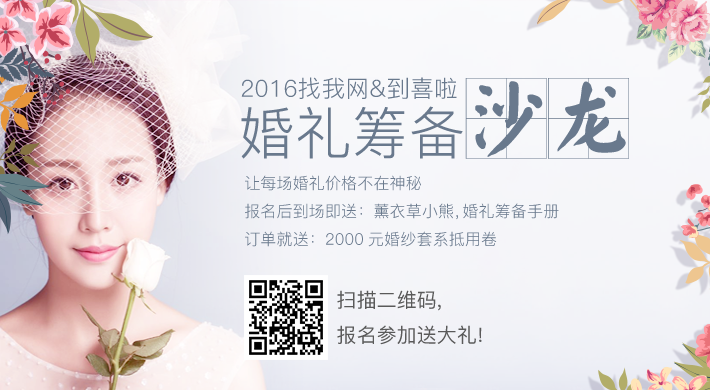 2016找我网&到喜啦
婚礼筹备沙龙
让每场婚礼价格不在神秘
报名后到场即送：薰衣草小熊,婚礼筹备手册
订单就送：2000 元婚纱套系抵用卷
扫描二维码,
报名参加送大礼!